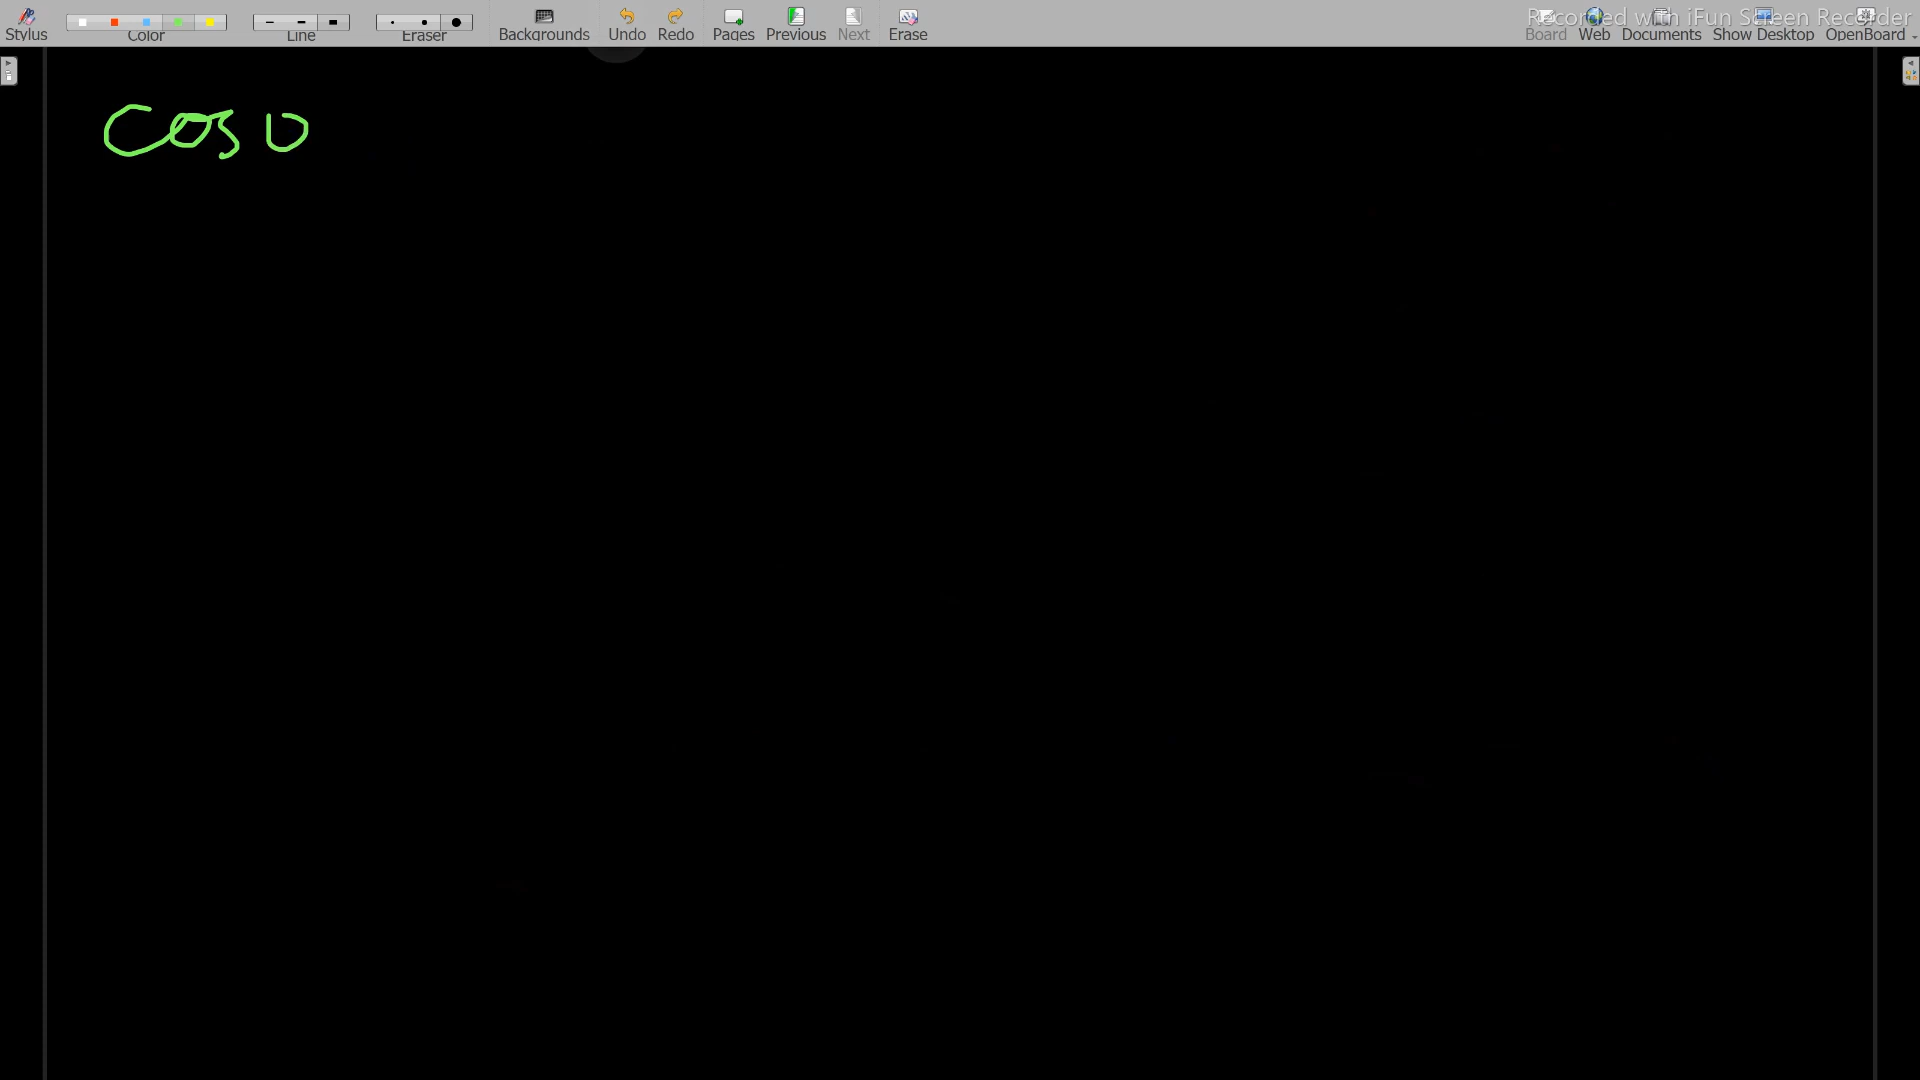 Recorded with iFun Screen Recorder
Stylus Color Line Eraser Backgrounds Undo Redo Pages Previous Next Erase Board Web Documents Show Desktop OpenBoard
Cos